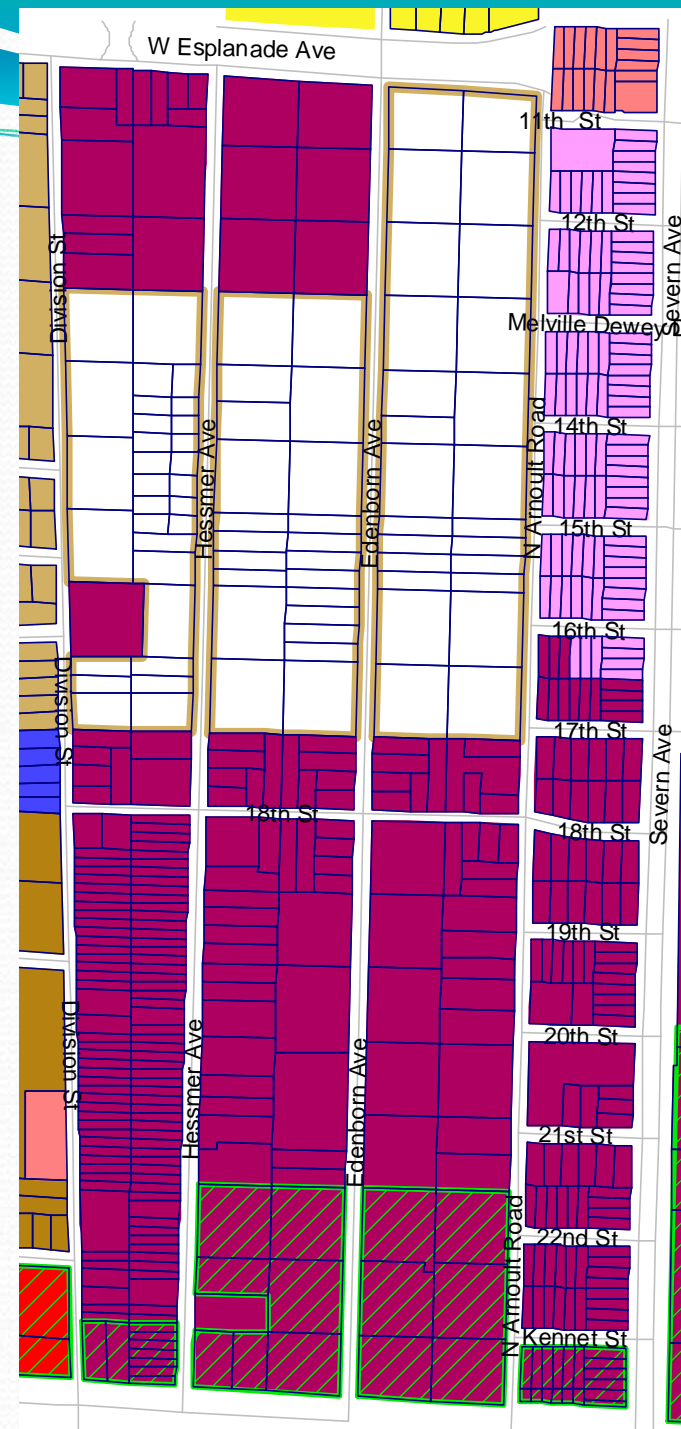 W Esplanade Ave
11th St
12th St
Severn Ave
Division St
Melville Dewey
14th St
N Arnoult Road
Hessmer Ave
Edenborn Ave
15th St
16th St
Division St
17th St
Severn Ave
18th St
18th St
19th St
Division St
20th St
Hessmer Ave
Edenborn Ave
21st St
N Arnoult Road
22nd St
Kennet St